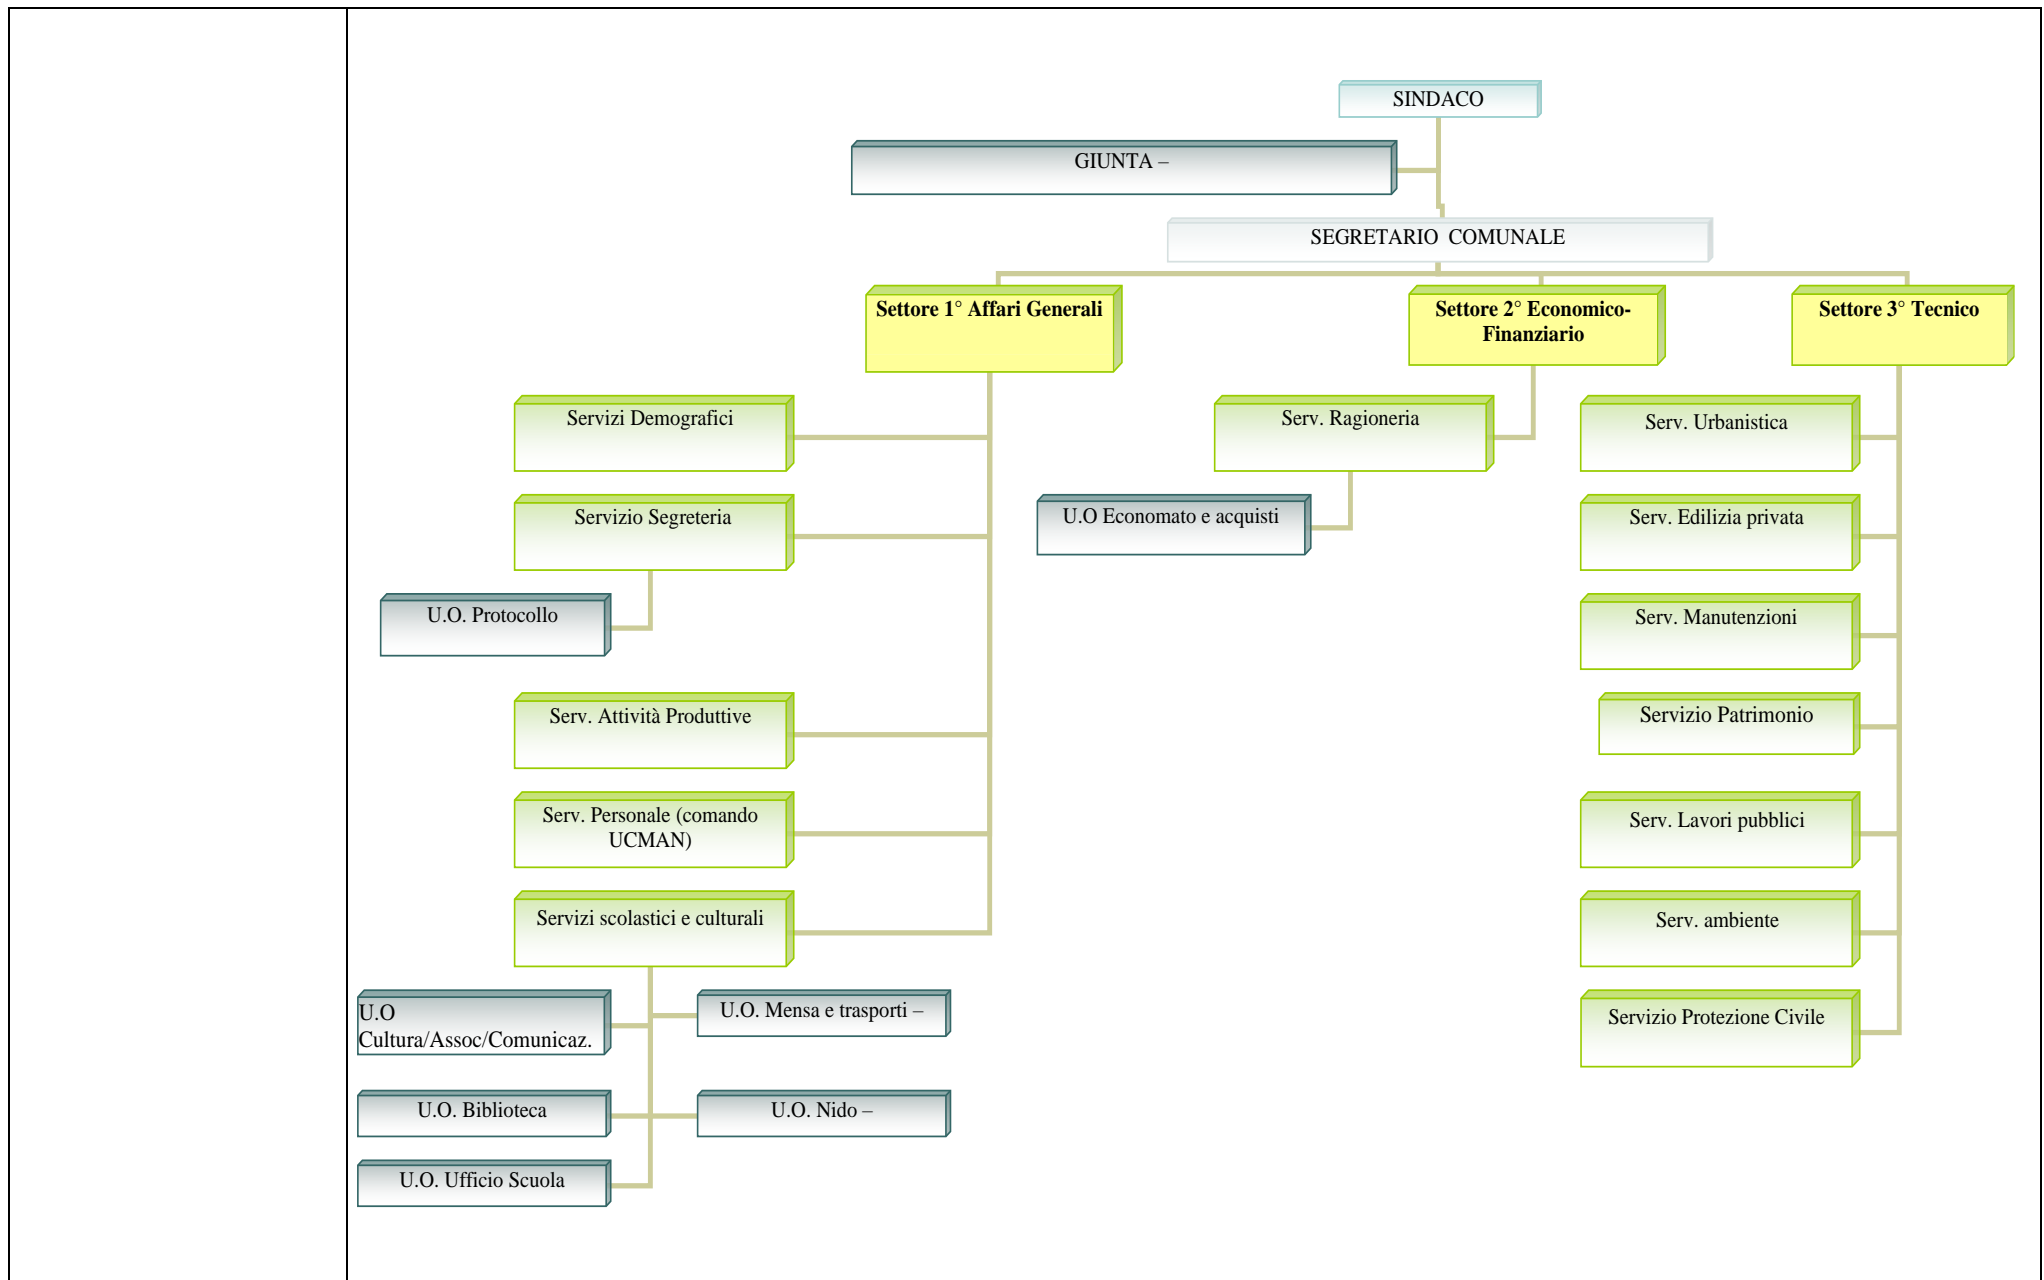 SINDACO
GIUNTA –
SEGRETARIO  COMUNALE
Settore 1° Affari Generali
Settore 2° Economico-
Finanziario
Settore 3° Tecnico
Servizi Demografici
Servizio Segreteria
U.O. Protocollo
Serv. Attività Produttive
Serv. Personale (comando
UCMAN)
Servizi scolastici e culturali
U.O
Cultura/Assoc/Comunicaz.
U.O. Mensa e trasporti –
U.O. Biblioteca
U.O. Nido –
U.O. Ufficio Scuola
Serv. Ragioneria
U.O Economato e acquisti
Serv. Urbanistica
Serv. Edilizia privata
Serv. Manutenzioni
Servizio Patrimonio
Serv. Lavori pubblici
Serv. ambiente
Servizio Protezione Civile